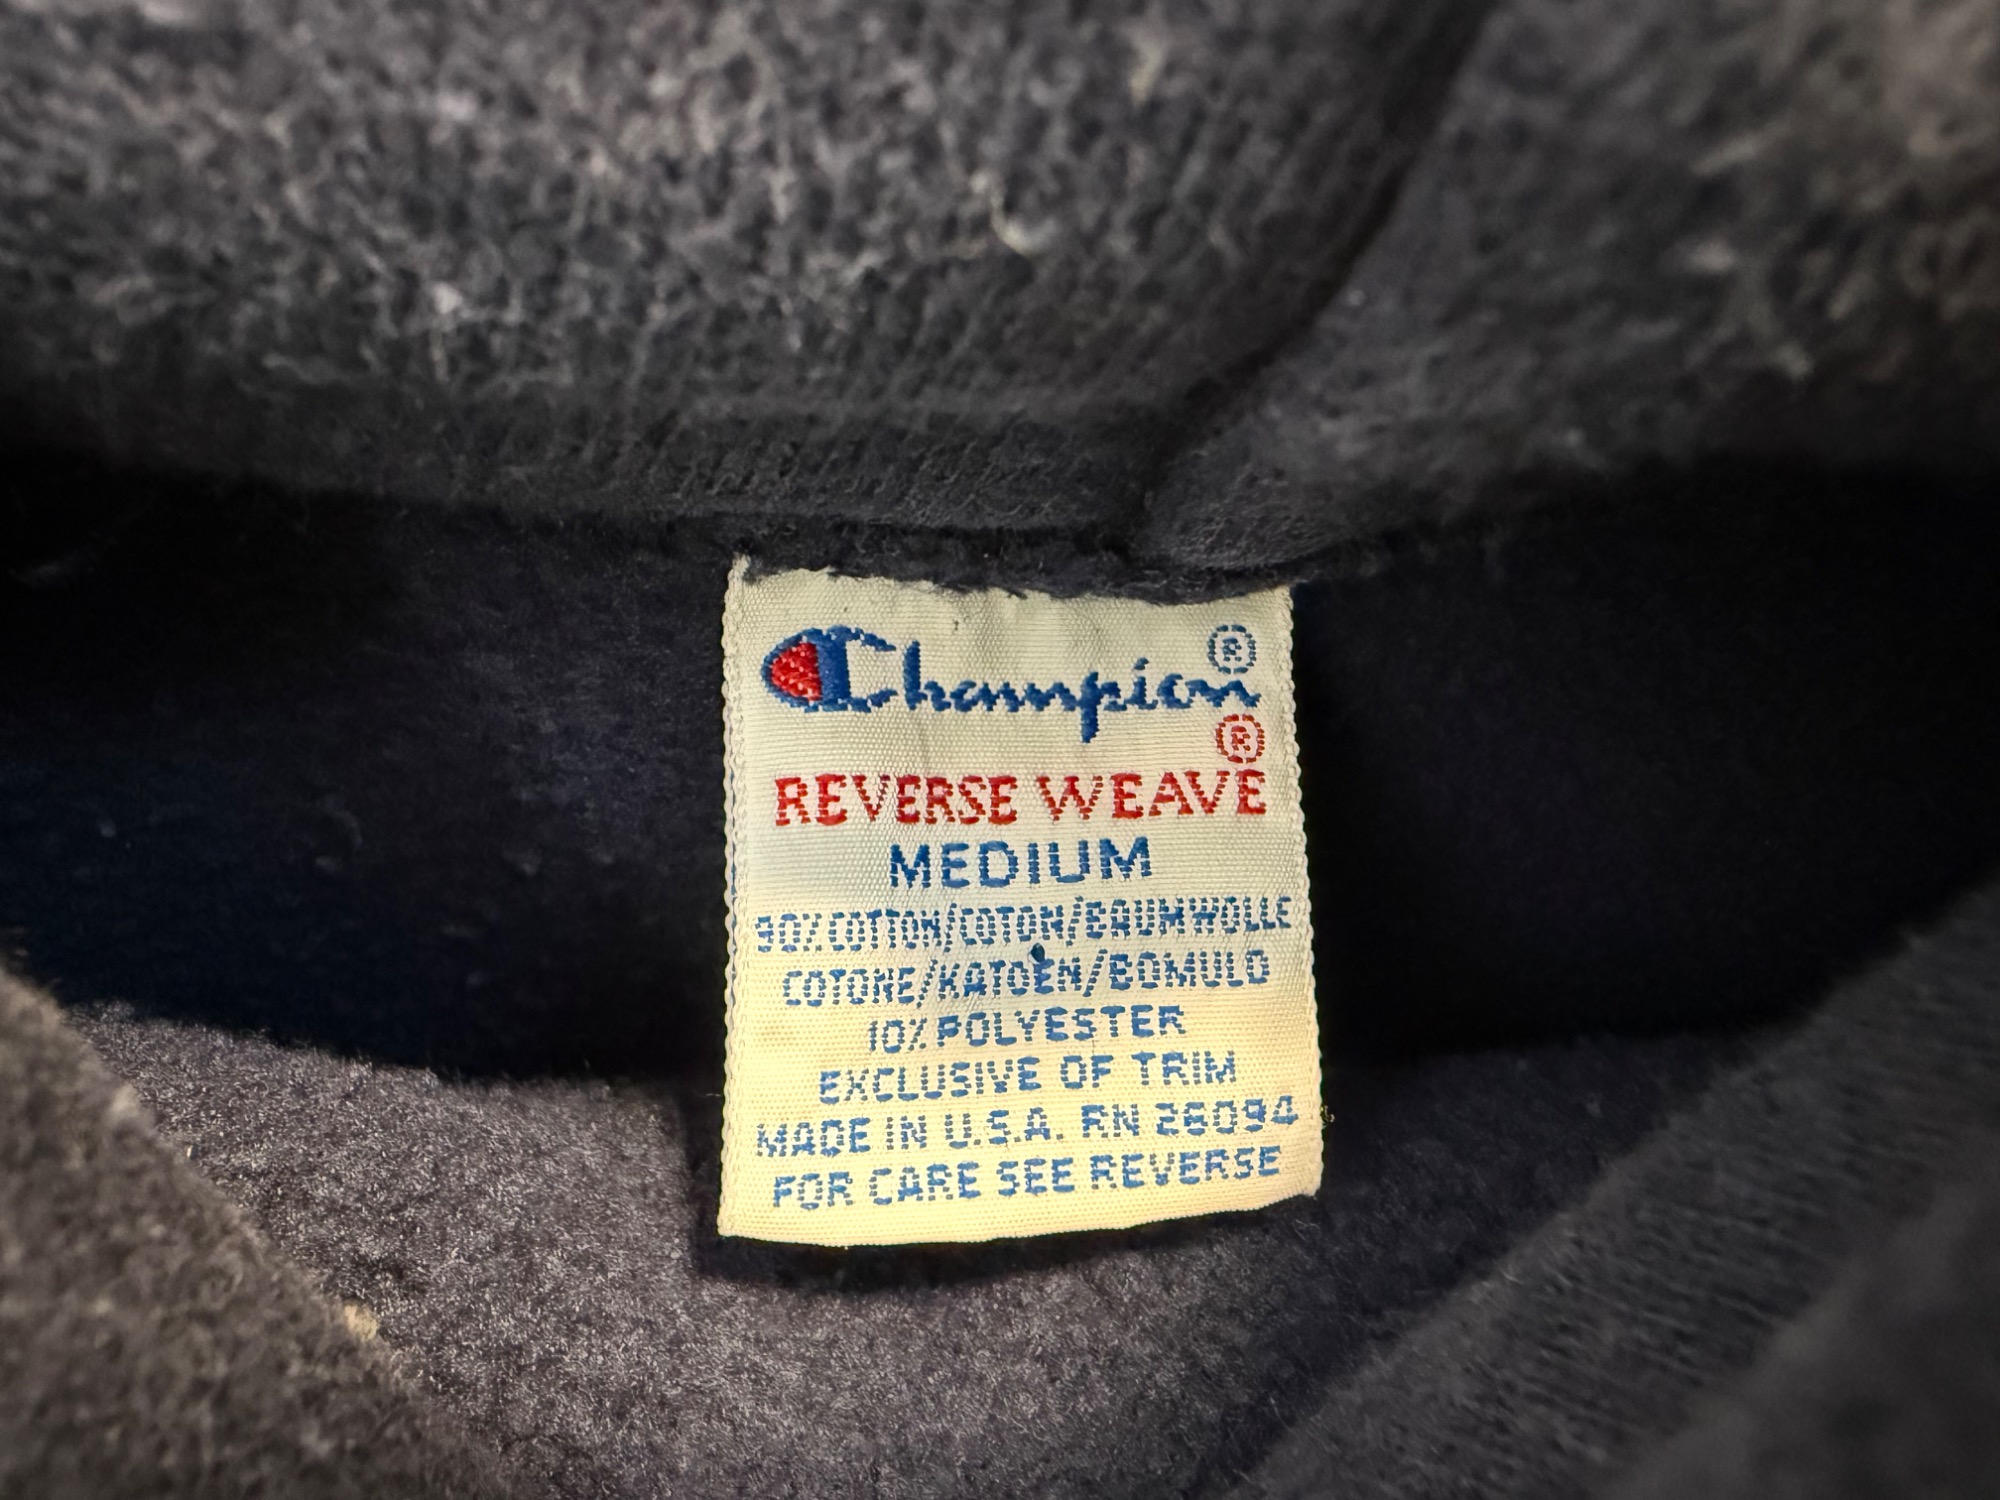 Champion®
®
REVERSE WEAVE
MEDIUM
90% COTTON/COTON/BAUMWOLLE
COTONE/KATOEN/BOMULD
10% POLYESTER
EXCLUSIVE OF TRIM
MADE IN U.S.A. RN 26094
FOR CARE SEE REVERSE